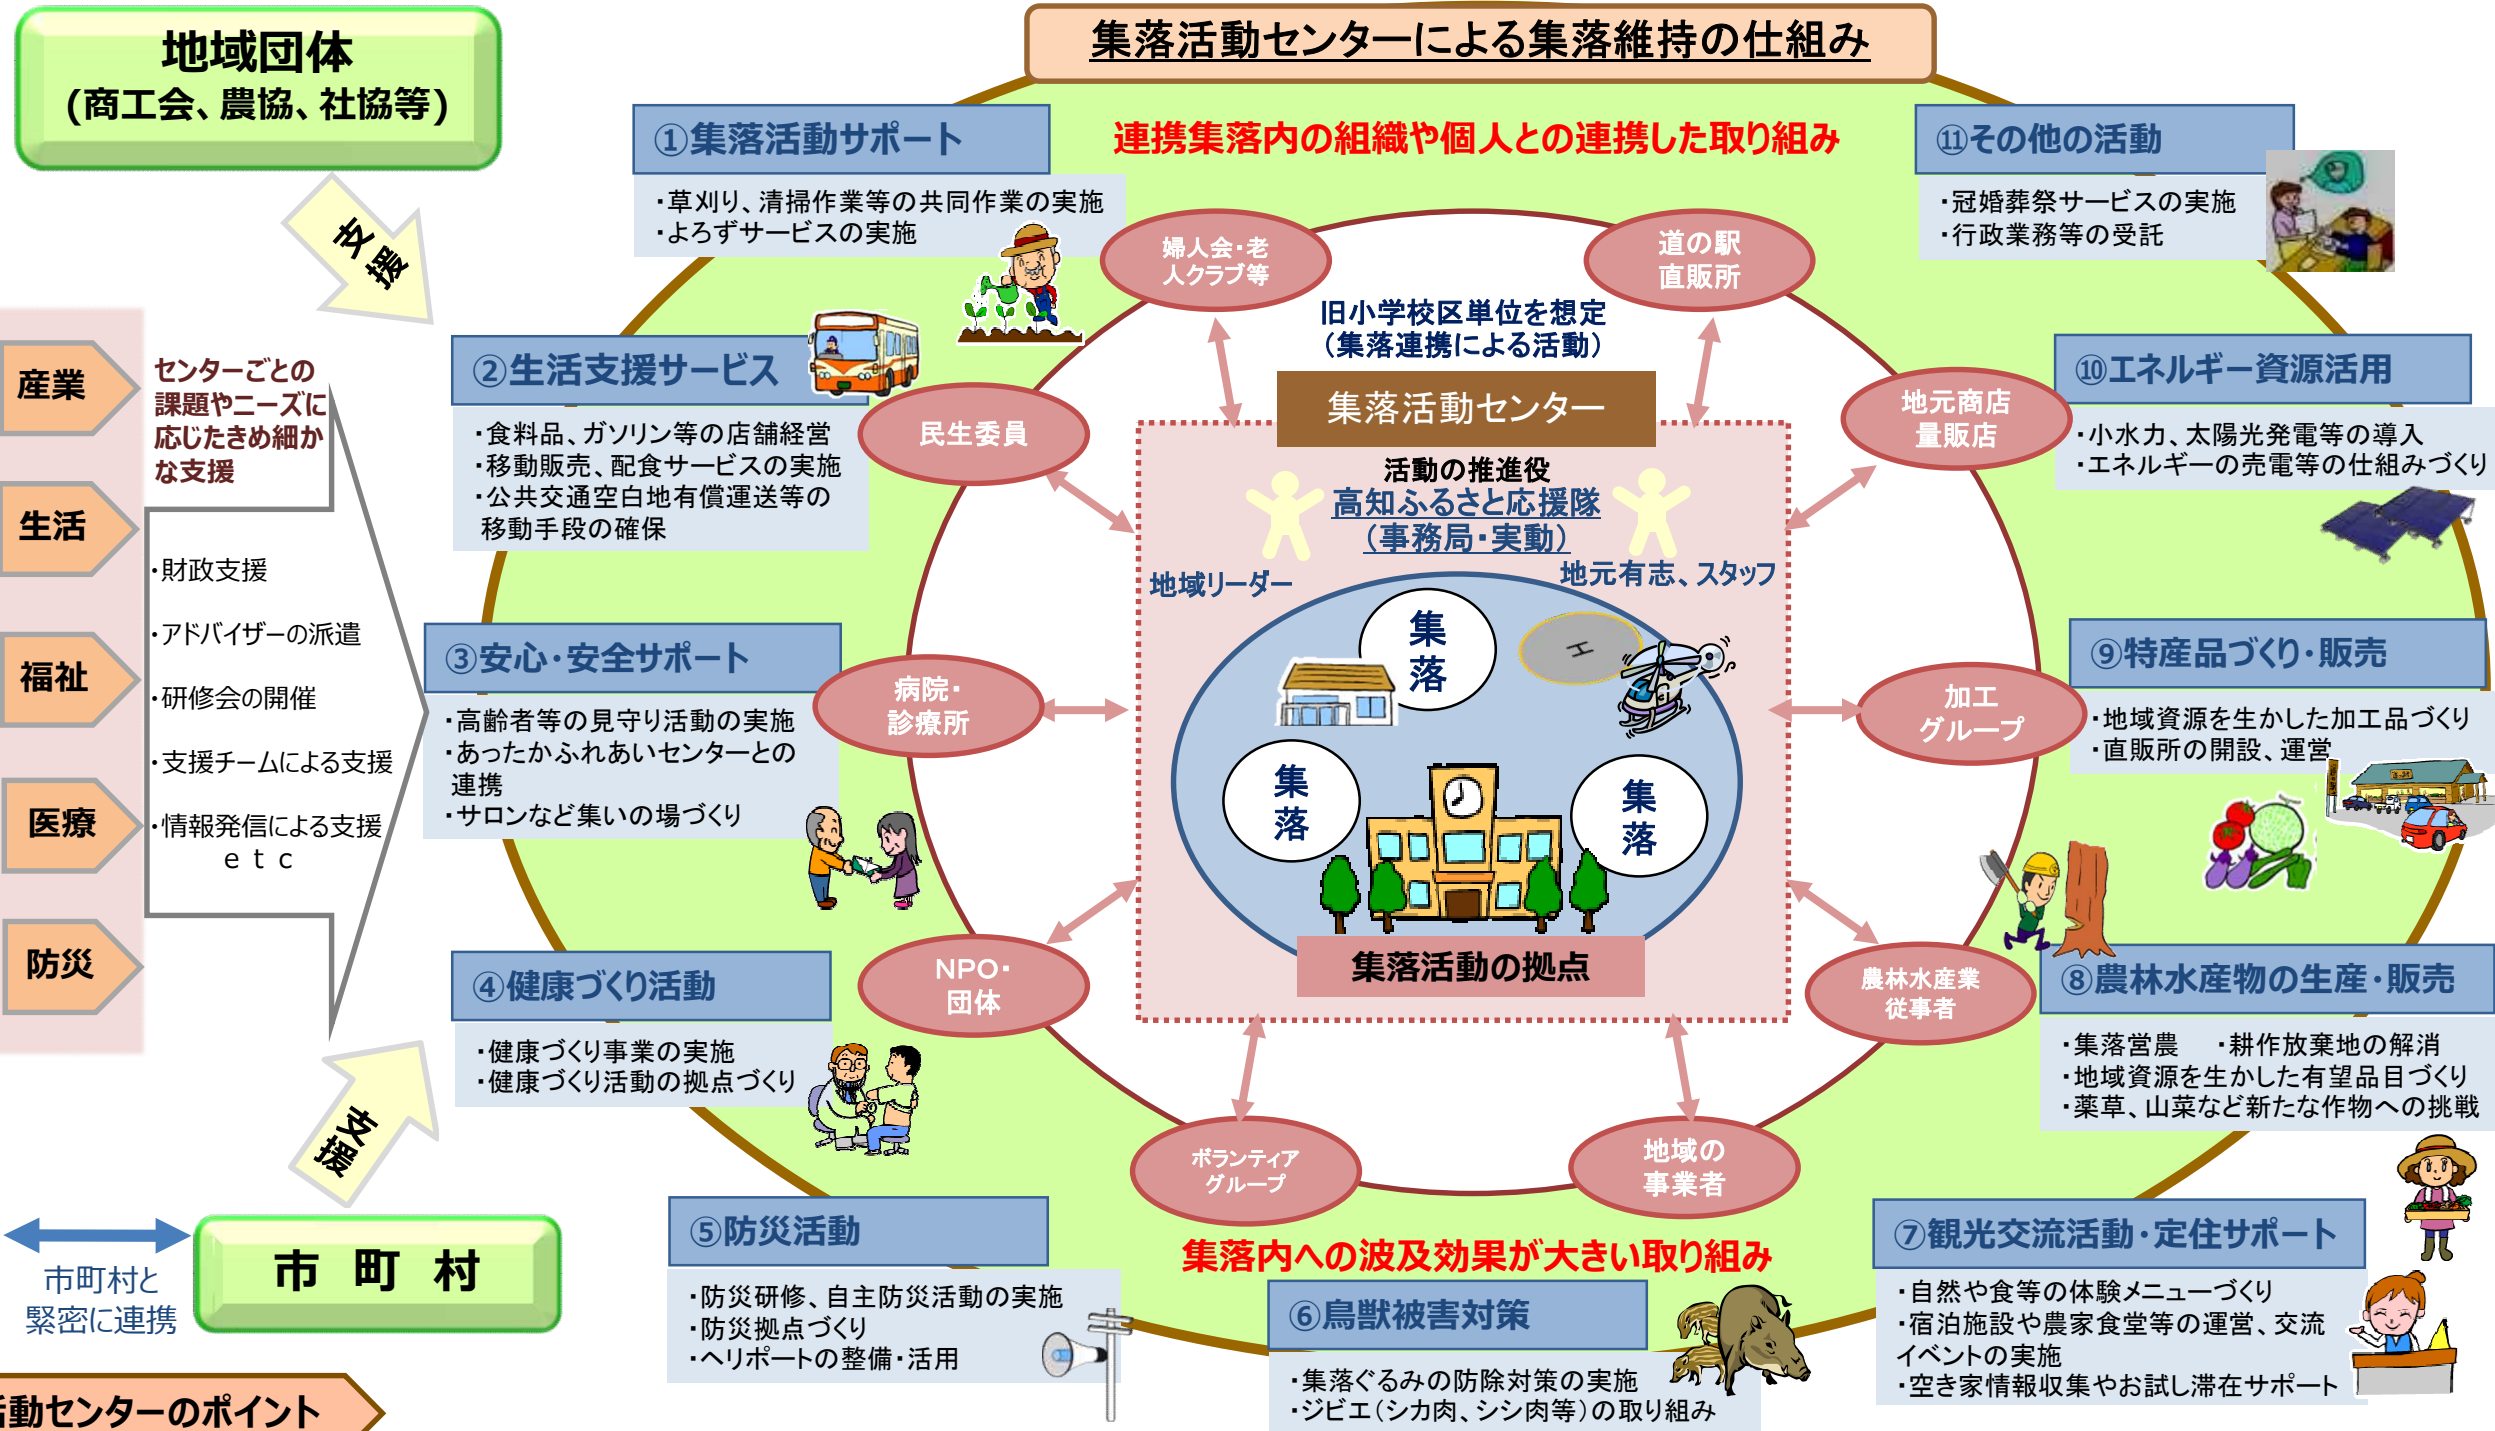 集落活動センターによる集落維持の仕組み
地域団体
(商工会、農協、社協等)
支援
産業
生活
福祉
医療
防災
センターごとの
課題やニーズに
応じたきめ細か
な支援
・財政支援
・アドバイザーの派遣
・研修会の開催
・支援チームによる支援
・情報発信による支援
ｅｔｃ
支援
市町村と
緊密に連携
市 町 村
活動センターのポイント
連携集落内の組織や個人との連携した取り組み
①集落活動サポート
・草刈り、清掃作業等の共同作業の実施
・よろずサービスの実施
②生活支援サービス
・食料品、ガソリン等の店舗経営
・移動販売、配食サービスの実施
・公共交通空白地有償運送等の
移動手段の確保
③安心・安全サポート
・高齢者等の見守り活動の実施
・あったかふれあいセンターとの
連携
・サロンなど集いの場づくり
④健康づくり活動
・健康づくり事業の実施
・健康づくり活動の拠点づくり
⑤防災活動
・防災研修、自主防災活動の実施
・防災拠点づくり
・ヘリポートの整備・活用
集落内への波及効果が大きい取り組み
⑥鳥獣被害対策
・集落ぐるみの防除対策の実施
・ジビエ（シカ肉、シシ肉等）の取り組み
⑦観光交流活動・定住サポート
・自然や食等の体験メニューづくり
・宿泊施設や農家食堂等の運営、交流
イベントの実施
・空き家情報収集やお試し滞在サポート
⑧農林水産物の生産・販売
・集落営農 ・耕作放棄地の解消
・地域資源を生かした有望品目づくり
・薬草、山菜など新たな作物への挑戦
⑨特産品づくり・販売
・地域資源を生かした加工品づくり
・直販所の開設、運営
⑩エネルギー資源活用
・小水力、太陽光発電等の導入
・エネルギーの売電等の仕組みづくり
⑪その他の活動
・冠婚葬祭サービスの実施
・行政業務等の受託
婦人会・老
人クラブ等
道の駅
直販所
民生委員
地元商店
量販店
病院・
診療所
加工
グループ
NPO・
団体
農林水産業
従事者
ボランティア
グループ
地域の
事業者
旧小学校区単位を想定
（集落連携による活動）
集落活動センター
活動の推進役
高知ふるさと応援隊
（事務局・実動）
地域リーダー
地元有志、スタッフ
集落
H
集落
集落
集落活動の拠点